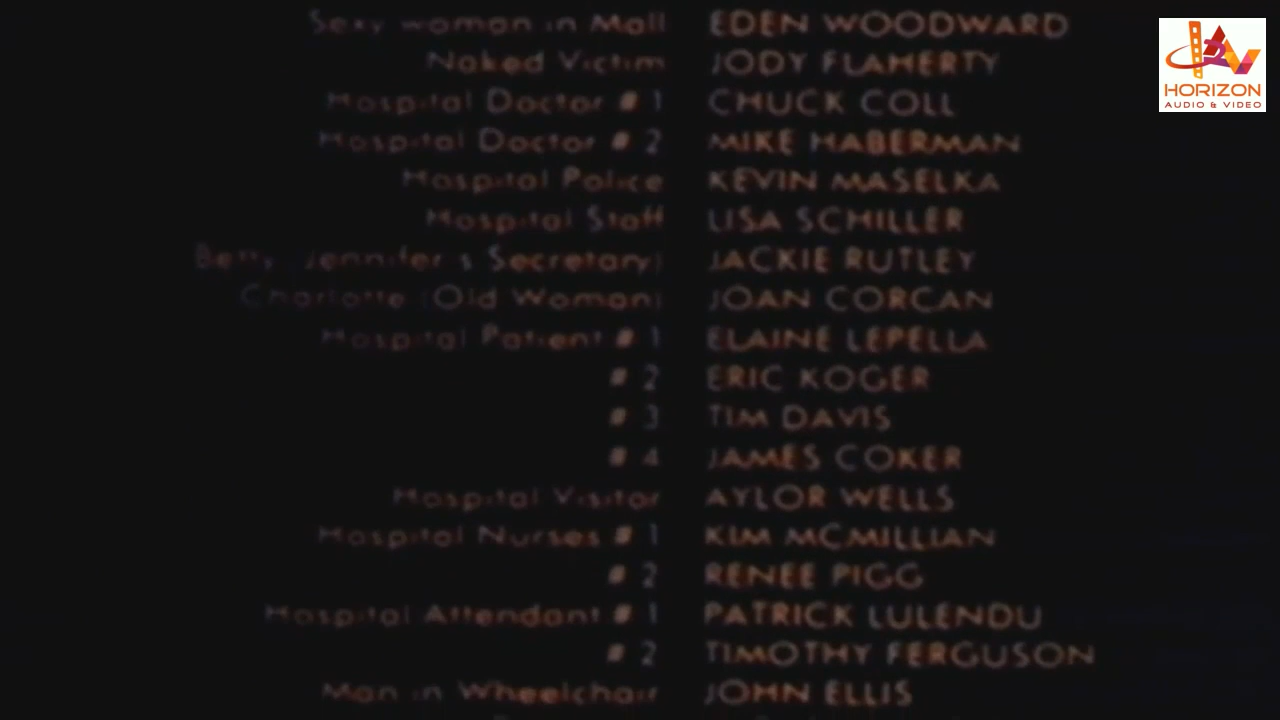 Sexy woman in Mall EDEN WOODWARD
Naked Victim JODY FLAHERTY
Hospital Doctor # 1 CHUCK COLL
Hospital Doctor # 2 MIKE HABERMAN
Hospital Police KEVIN MASELKA
Hospital Staff LISA SCHILLER
Betty (Jennifer's Secretary) JACKIE RUTLEY
Charlotte (Old Woman) JOAN CORCAN
Hospital Patient # 1 ELAINE LEPELLA
# 2 ERIC KOGER
# 3 TIM DAVIS
# 4 JAMES COKER
Hospital Visitor AYLOR WELLS
Hospital Nurses # 1 KIM MCMILLIAN
# 2 RENEE PIGG
Hospital Attendant # 1 PATRICK LULENDU
# 2 TIMOTHY FERGUSON
Man in Wheelchair JOHN ELLIS
HORIZON
AUDIO & VIDEO